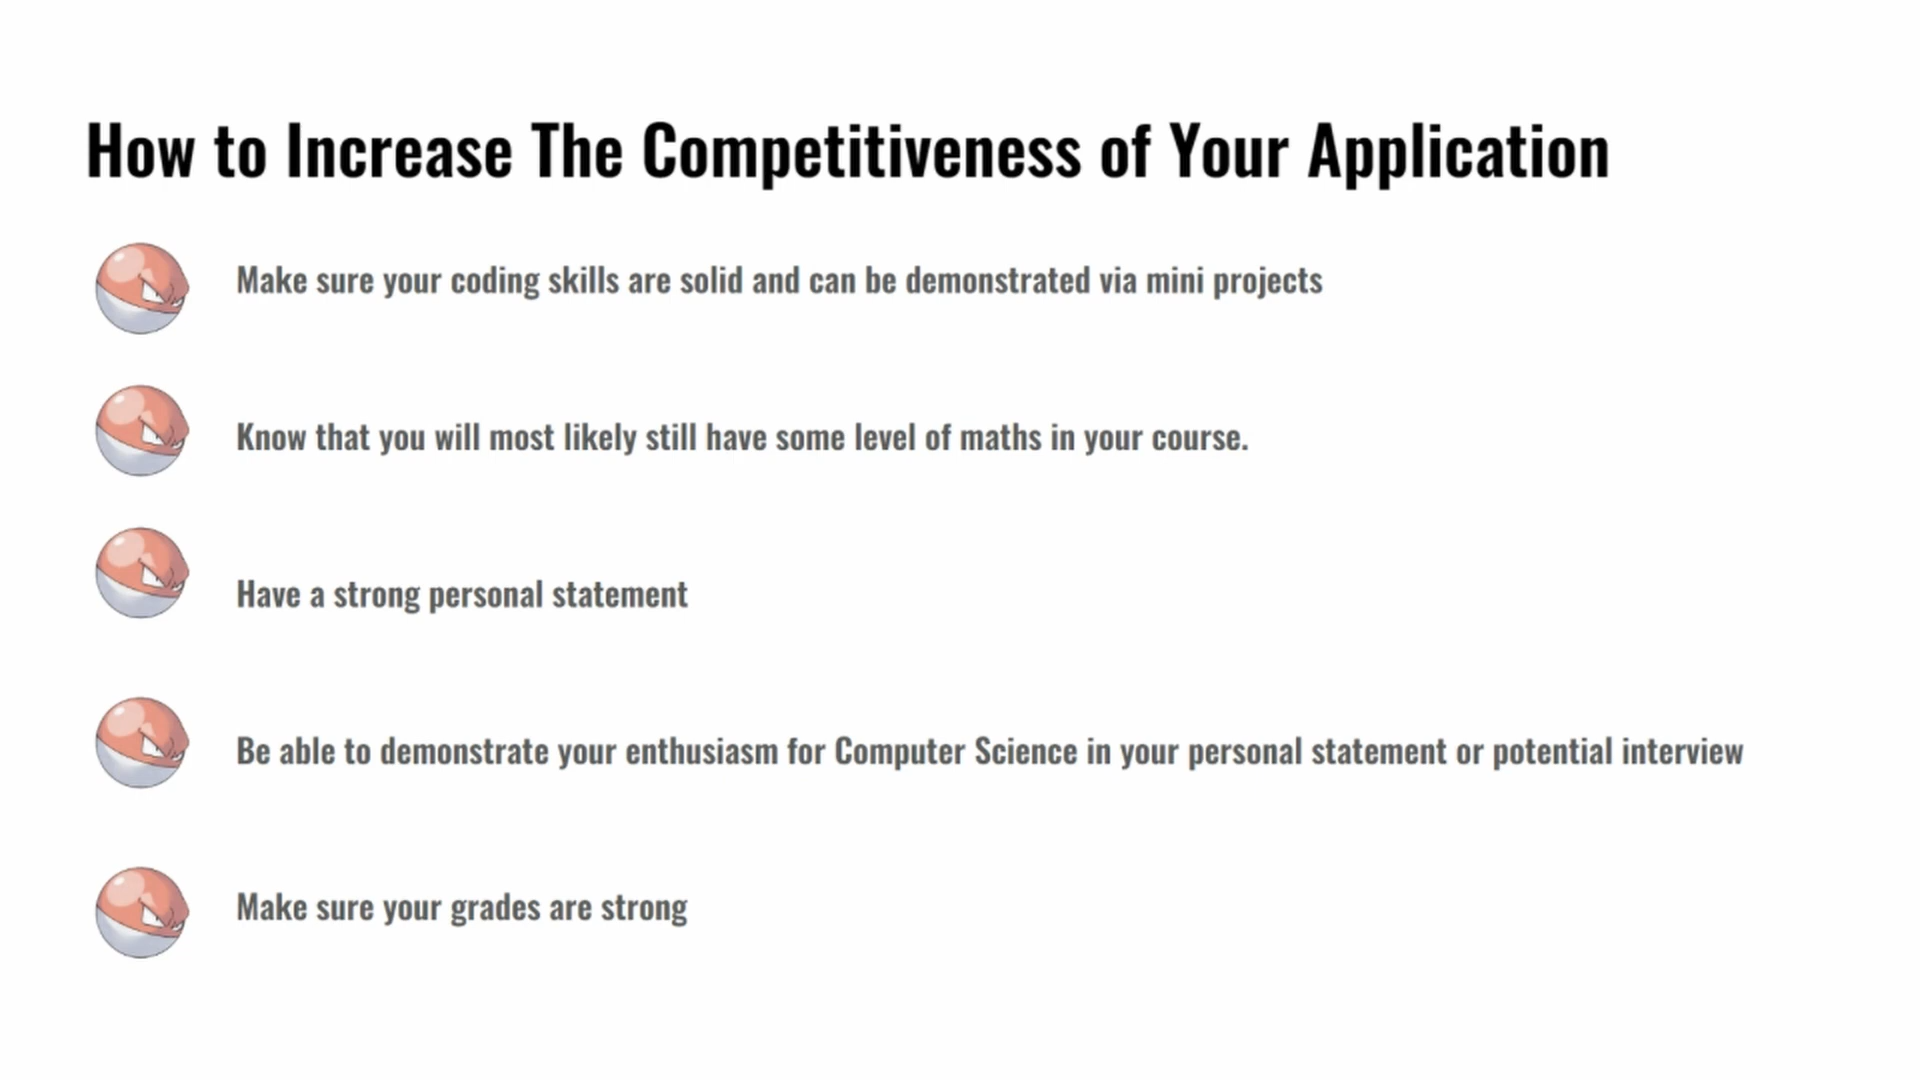 How to Increase The Competitiveness of Your Application
Make sure your coding skills are solid and can be demonstrated via mini projects
Know that you will most likely still have some level of maths in your course.
Have a strong personal statement
Be able to demonstrate your enthusiasm for Computer Science in your personal statement or potential interview
Make sure your grades are strong